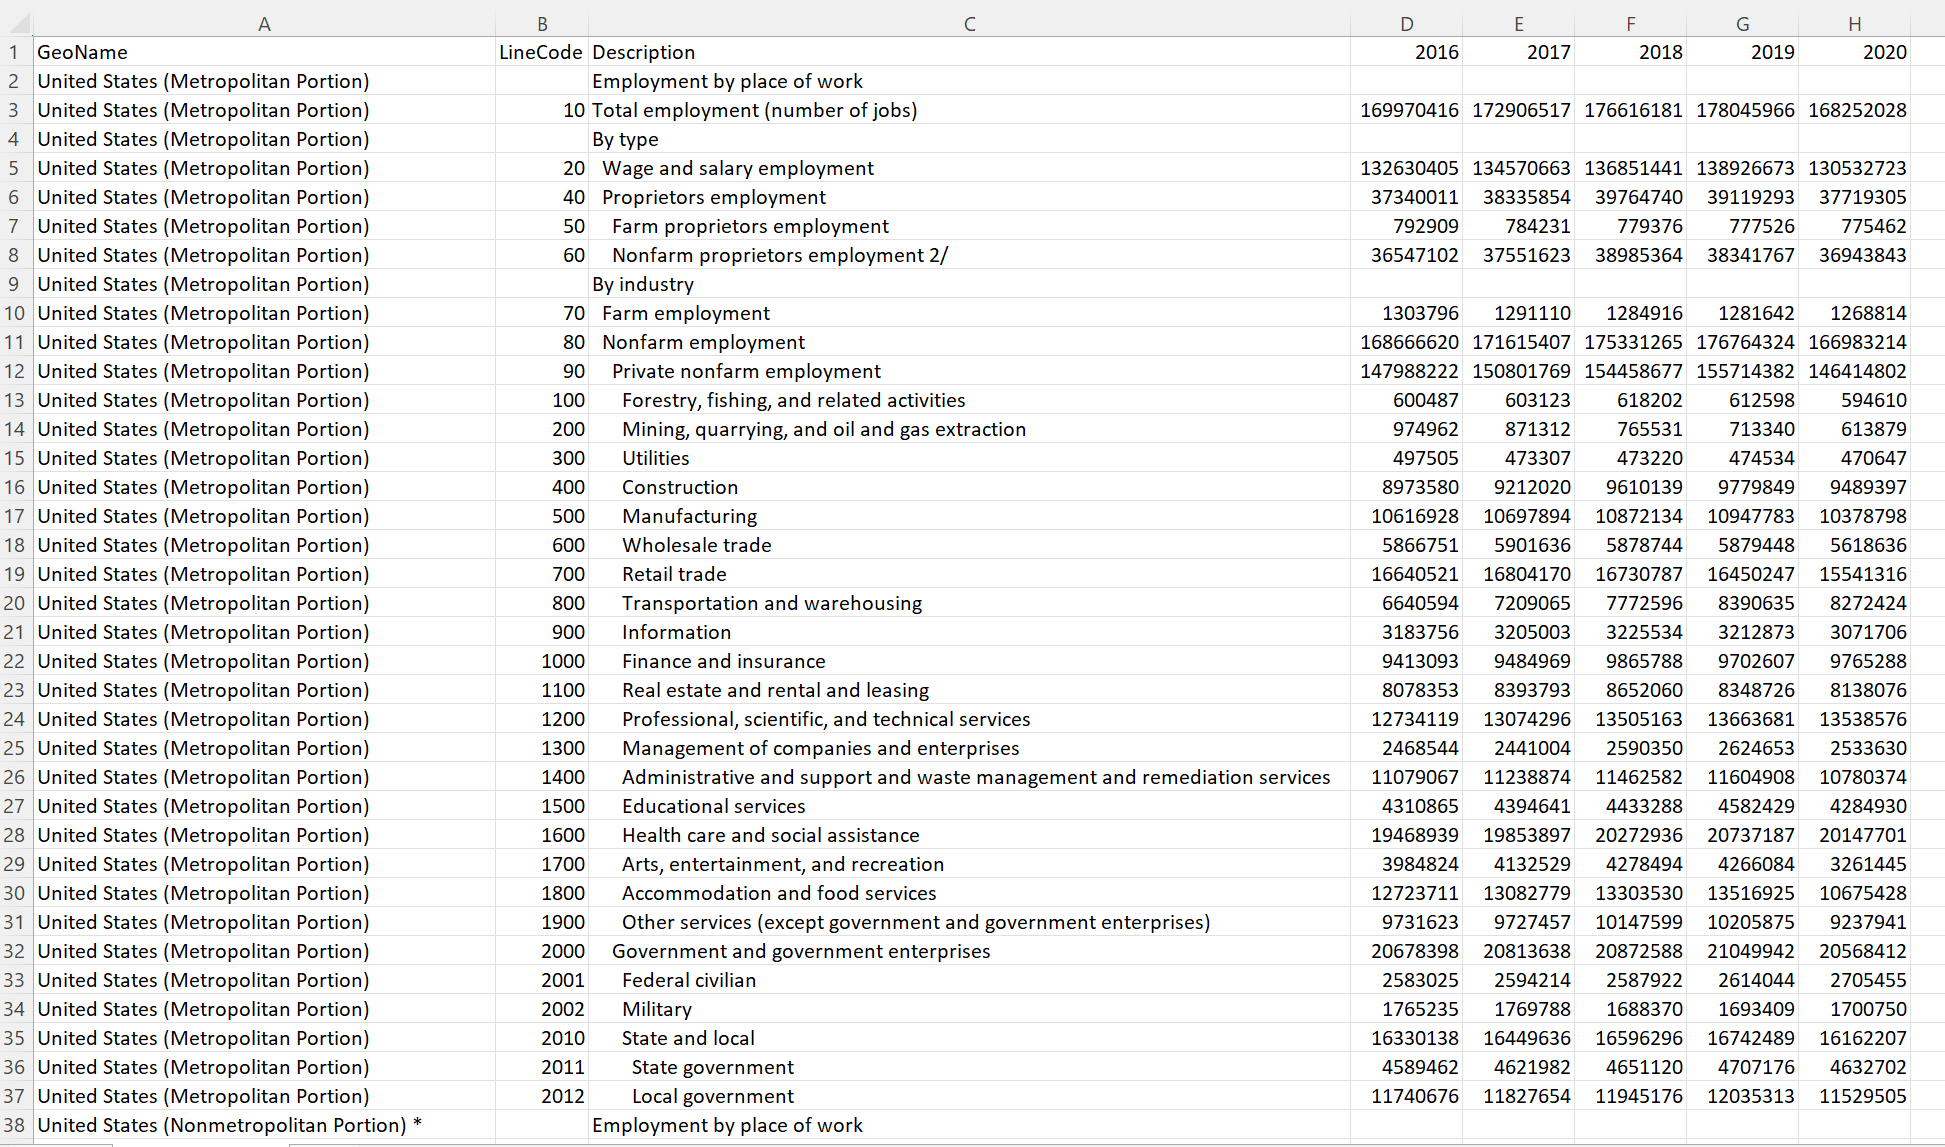 A B C D E F G H
1 GeoName LineCode Description 2016 2017 2018 2019 2020
2 United States (Metropolitan Portion) Employment by place of work
3 United States (Metropolitan Portion) 10 Total employment (number of jobs) 169970416 172906517 176616181 178045966 168252028
4 United States (Metropolitan Portion) By type
5 United States (Metropolitan Portion) 20 Wage and salary employment 132630405 134570663 136851441 138926673 130532723
6 United States (Metropolitan Portion) 40 Proprietors employment 37340011 38335854 39764740 39119293 37719305
7 United States (Metropolitan Portion) 50 Farm proprietors employment 792909 784231 779376 777526 775462
8 United States (Metropolitan Portion) 60 Nonfarm proprietors employment 2/ 36547102 37551623 38985364 38341767 36943843
9 United States (Metropolitan Portion) By industry
10 United States (Metropolitan Portion) 70 Farm employment 1303796 1291110 1284916 1281642 1268814
11 United States (Metropolitan Portion) 80 Nonfarm employment 168666620 171615407 175331265 176764324 166983214
12 United States (Metropolitan Portion) 90 Private nonfarm employment 147988222 150801769 154458677 155714382 146414802
13 United States (Metropolitan Portion) 100 Forestry, fishing, and related activities 600487 603123 618202 612598 594610
14 United States (Metropolitan Portion) 200 Mining, quarrying, and oil and gas extraction 974962 871312 765531 713340 613879
15 United States (Metropolitan Portion) 300 Utilities 497505 473307 473220 474534 470647
16 United States (Metropolitan Portion) 400 Construction 8973580 9212020 9610139 9779849 9489397
17 United States (Metropolitan Portion) 500 Manufacturing 10616928 10697894 10872134 10947783 10378798
18 United States (Metropolitan Portion) 600 Wholesale trade 5866751 5901636 5878744 5879448 5618636
19 United States (Metropolitan Portion) 700 Retail trade 16640521 16804170 16730787 16450247 15541316
20 United States (Metropolitan Portion) 800 Transportation and warehousing 6640594 7209065 7772596 8390635 8272424
21 United States (Metropolitan Portion) 900 Information 3183756 3205003 3225534 3212873 3071706
22 United States (Metropolitan Portion) 1000 Finance and insurance 9413093 9484969 9865788 9702607 9765288
23 United States (Metropolitan Portion) 1100 Real estate and rental and leasing 8078353 8393793 8652060 8348726 8138076
24 United States (Metropolitan Portion) 1200 Professional, scientific, and technical services 12734119 13074296 13505163 13663681 13538576
25 United States (Metropolitan Portion) 1300 Management of companies and enterprises 2468544 2441004 2590350 2624653 2533630
26 United States (Metropolitan Portion) 1400 Administrative and support and waste management and remediation services 11079067 11238874 11462582 11604908 10780374
27 United States (Metropolitan Portion) 1500 Educational services 4310865 4394641 4433288 4582429 4284930
28 United States (Metropolitan Portion) 1600 Health care and social assistance 19468939 19853897 20272936 20737187 20147701
29 United States (Metropolitan Portion) 1700 Arts, entertainment, and recreation 3984824 4132529 4278494 4266084 3261445
30 United States (Metropolitan Portion) 1800 Accommodation and food services 12723711 13082779 13303530 13516925 10675428
31 United States (Metropolitan Portion) 1900 Other services (except government and government enterprises) 9731623 9727457 10147599 10205875 9237941
32 United States (Metropolitan Portion) 2000 Government and government enterprises 20678398 20813638 20872588 21049942 20568412
33 United States (Metropolitan Portion) 2001 Federal civilian 2583025 2594214 2587922 2614044 2705455
34 United States (Metropolitan Portion) 2002 Military 1765235 1769788 1688370 1693409 1700750
35 United States (Metropolitan Portion) 2010 State and local 16330138 16449636 16596296 16742489 16162207
36 United States (Metropolitan Portion) 2011 State government 4589462 4621982 4651120 4707176 4632702
37 United States (Metropolitan Portion) 2012 Local government 11740676 11827654 11945176 12035313 11529505
38 United States (Nonmetropolitan Portion) * Employment by place of work